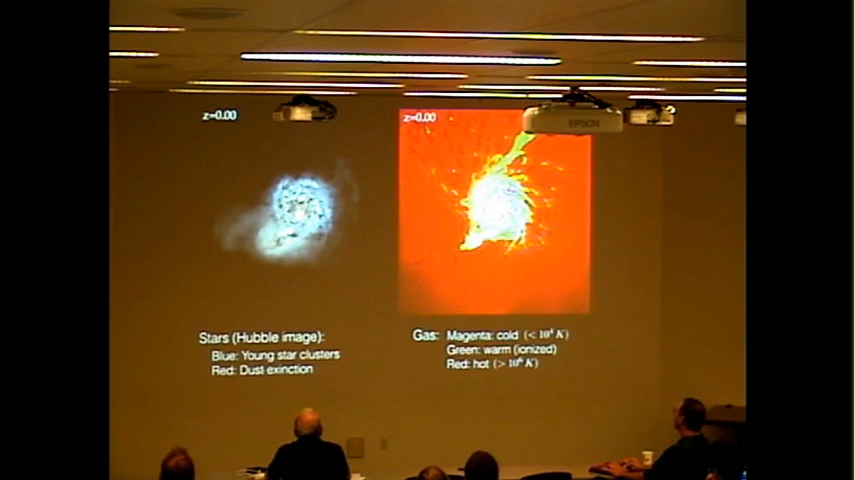 z=0.00
z=0.00
EPSON
Stars (Hubble image):
Blue: Young star clusters
Red: Dust exinction
Gas: Magenta: cold (< 10⁴ K)
Green: warm (ionized)
Red: hot (> 10⁶ K)